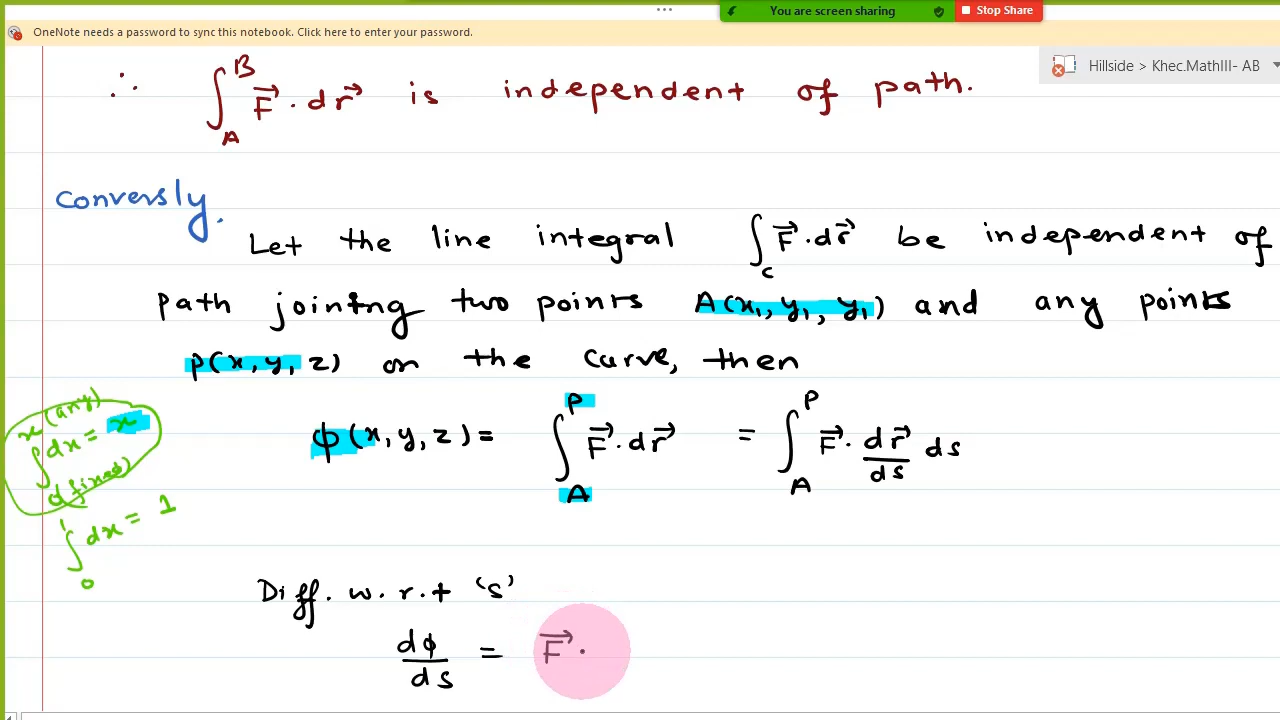 You are screen sharing Stop Share
OneNote needs a password to sync this notebook. Click here to enter your password.
Hillside > Khec.MathIII- AB
∴ ∫_A^B F⃗ · dr⃗ is independent of path.
Conversly.
Let the line integral ∫_c F⃗ · dr⃗ be independent of
path joining two points A(x₁, y₁, y₁) and any points
P(x, y, z) on the curve, then
ϕ(x, y, z) = ∫_A^P F⃗ · dr⃗ = ∫_A^P F⃗ · dr⃗/ds ds
x (any)
∫ dx = x
(fined)
∫_0^1 dx = 1
Diff. w.r.t 's'
dϕ/ds = F⃗ ·